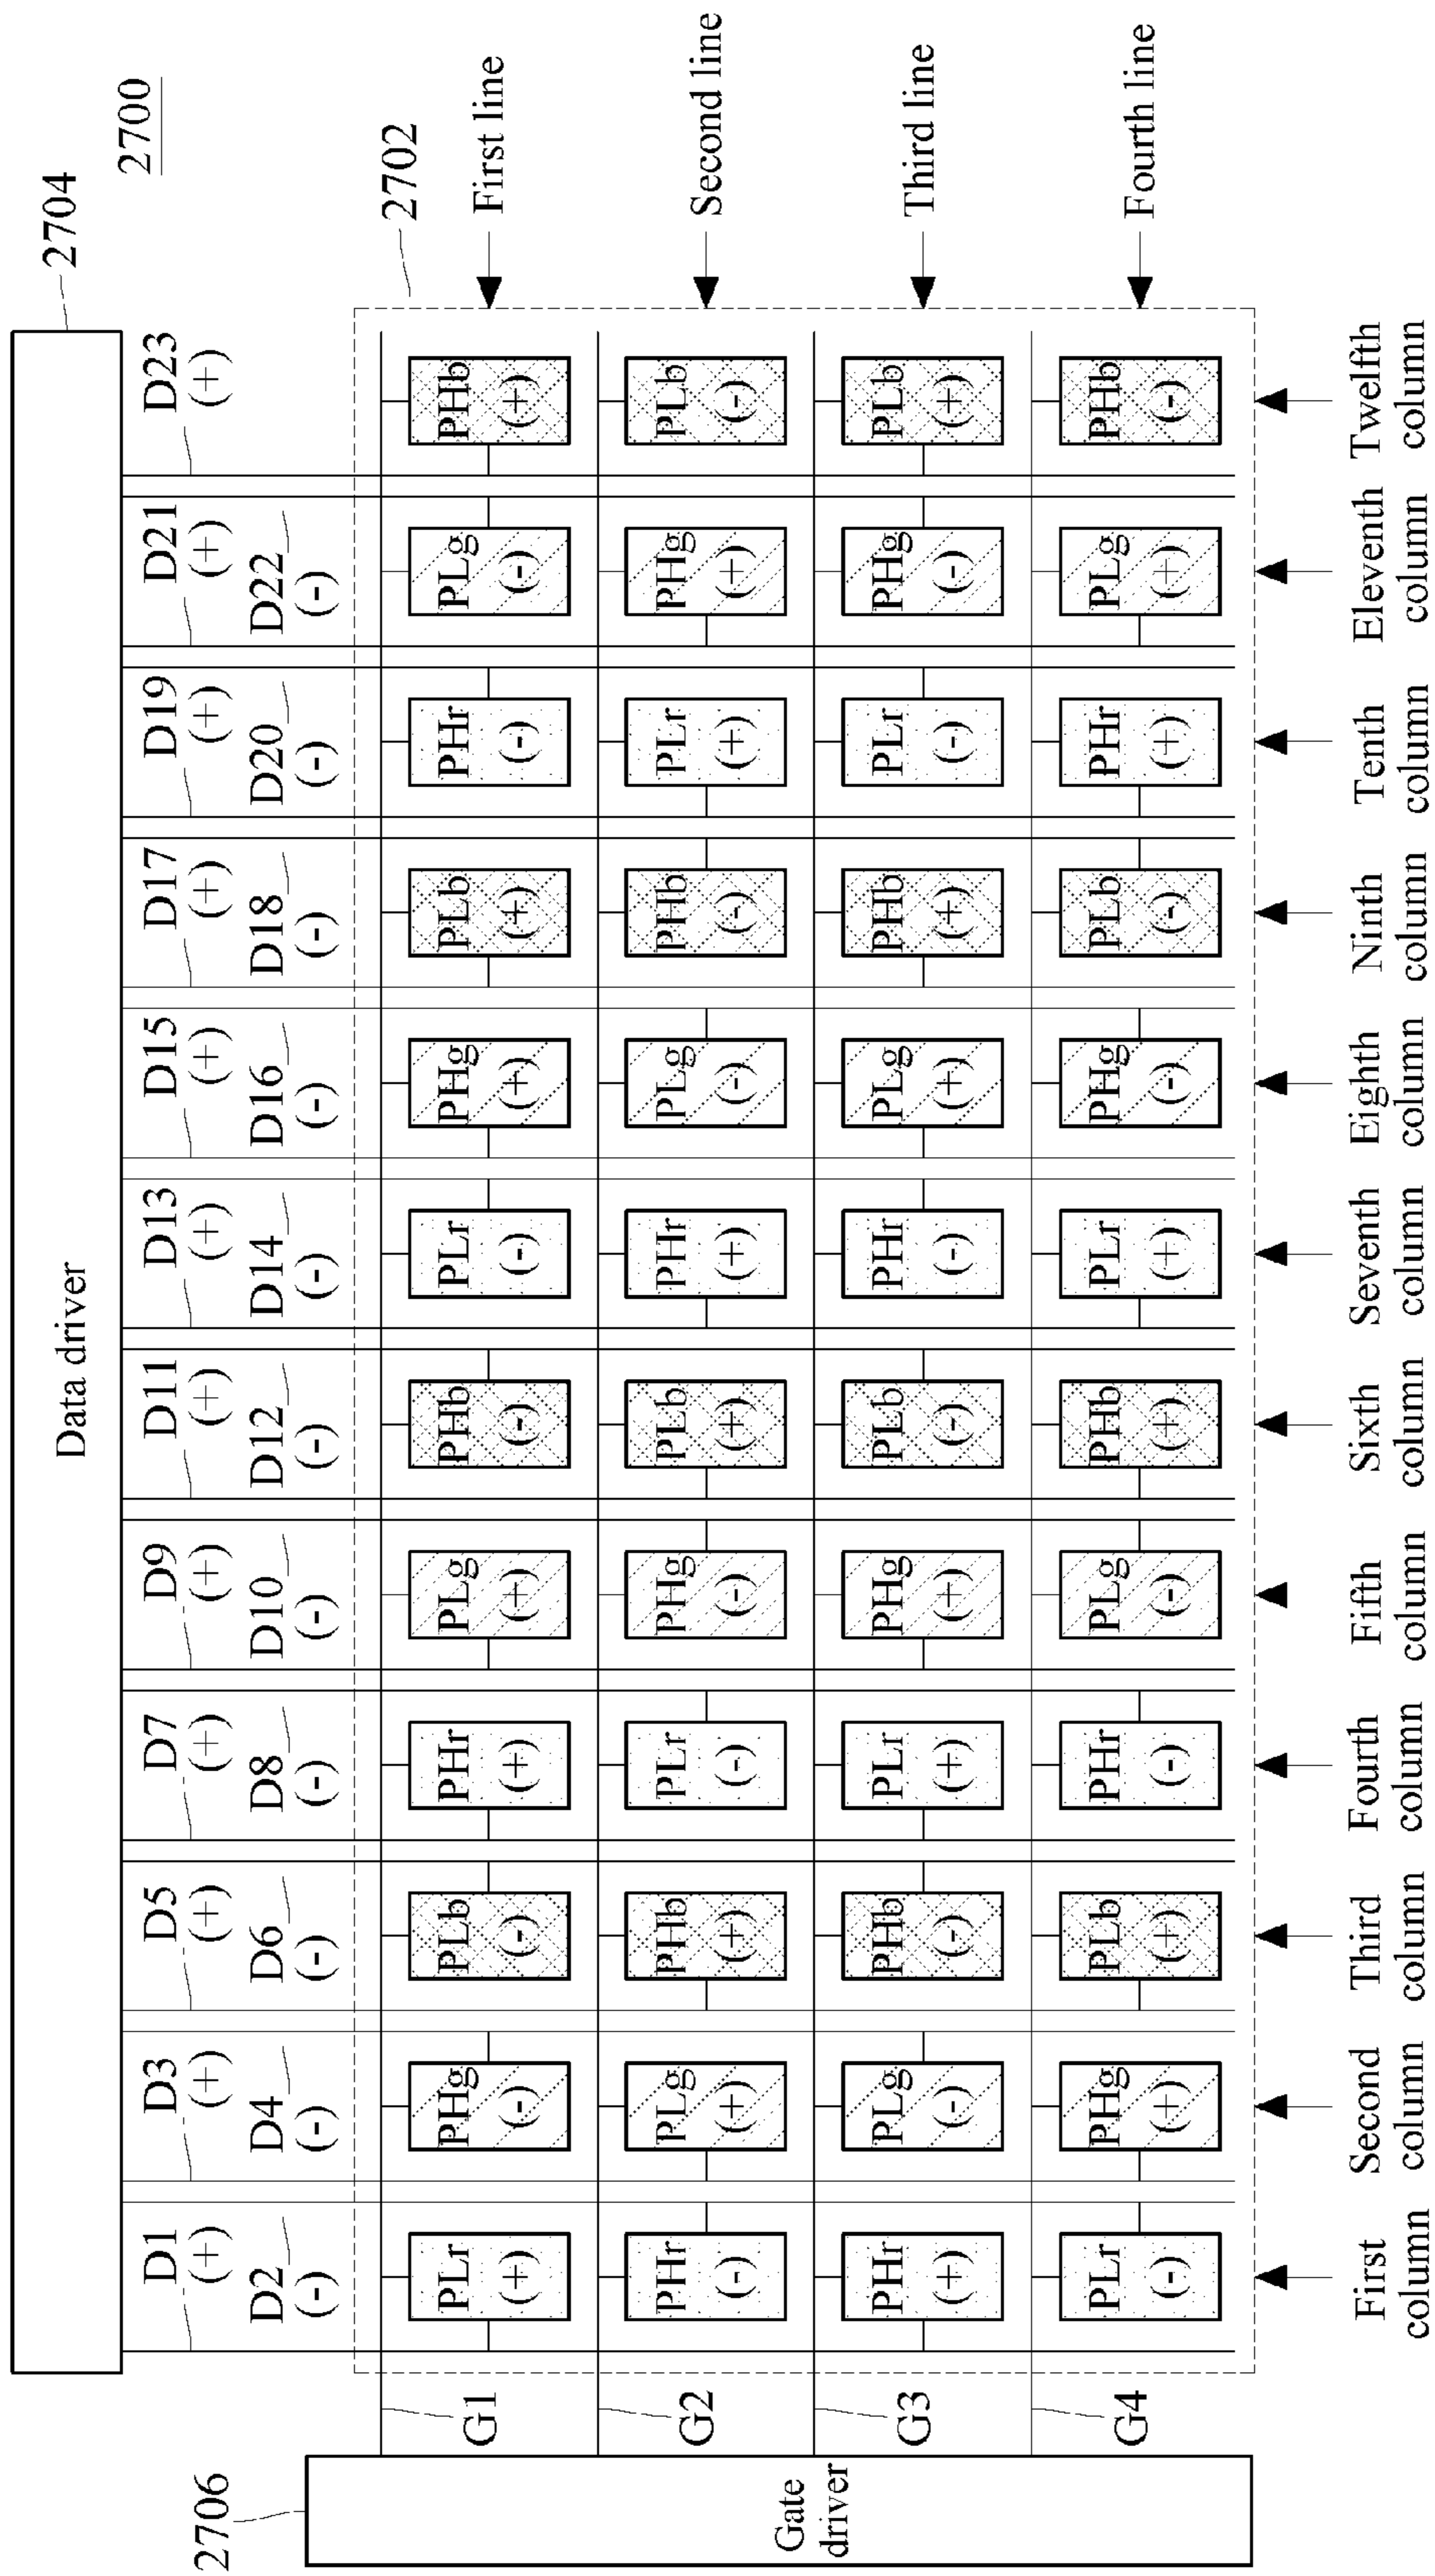 2700
2704
Data driver
D1 (+) D3 (+) D5 (+) D7 (+) D9 (+) D11 (+) D13 (+) D15 (+) D17 (+) D19 (+) D21 (+) D23 (+)
D2 (-) D4 (-) D6 (-) D8 (-) D10 (-) D12 (-) D14 (-) D16 (-) D18 (-) D20 (-) D22 (-)
2706
2702
Gate
driver
G1
PLr PHg PLb PHr PLg PHb PLr PHg PLb PHr PLg PHb
(+) (-) (-) (+) (+) (-) (-) (+) (+) (-) (-) (+)
First line
G2
PHr PLg PHb PLr PHg PLb PHr PLg PHb PLr PHg PLb
(-) (+) (+) (-) (-) (+) (+) (-) (-) (+) (+) (-)
Second line
G3
PHr PLg PHb PLr PHg PLb PHr PLg PHb PLr PHg PLb
(+) (-) (-) (+) (+) (-) (-) (+) (+) (-) (-) (+)
Third line
G4
PLr PHg PLb PHr PLg PHb PLr PHg PLb PHr PLg PHb
(-) (+) (+) (-) (-) (+) (+) (-) (-) (+) (+) (-)
Fourth line
First Second Third Fourth Fifth Sixth Seventh Eighth Ninth Tenth Eleventh Twelfth
column column column column column column column column column column column column